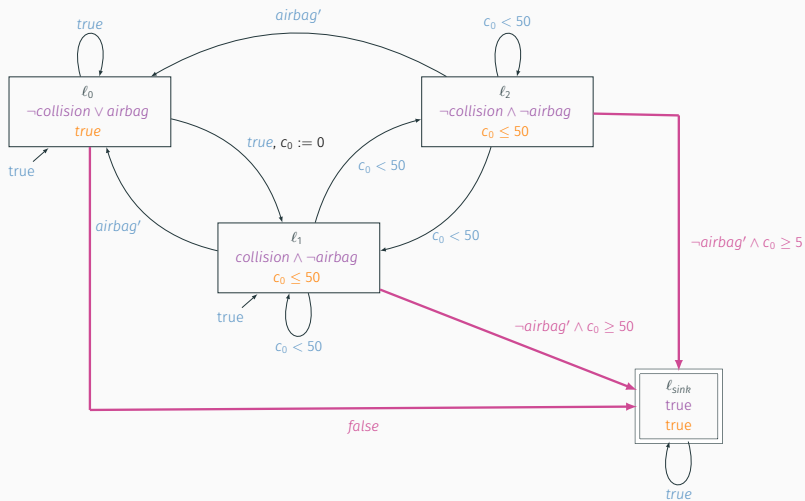 true
airbag′
c₀ < 50
ℓ₀
¬collision ∨ airbag
true
ℓ₂
¬collision ∧ ¬airbag
c₀ ≤ 50
true, c₀ := 0
true
c₀ < 50
airbag′
ℓ₁
collision ∧ ¬airbag
c₀ ≤ 50
c₀ < 50
¬airbag′ ∧ c₀ ≥ 5
true
c₀ < 50
¬airbag′ ∧ c₀ ≥ 50
ℓsink
true
true
false
true